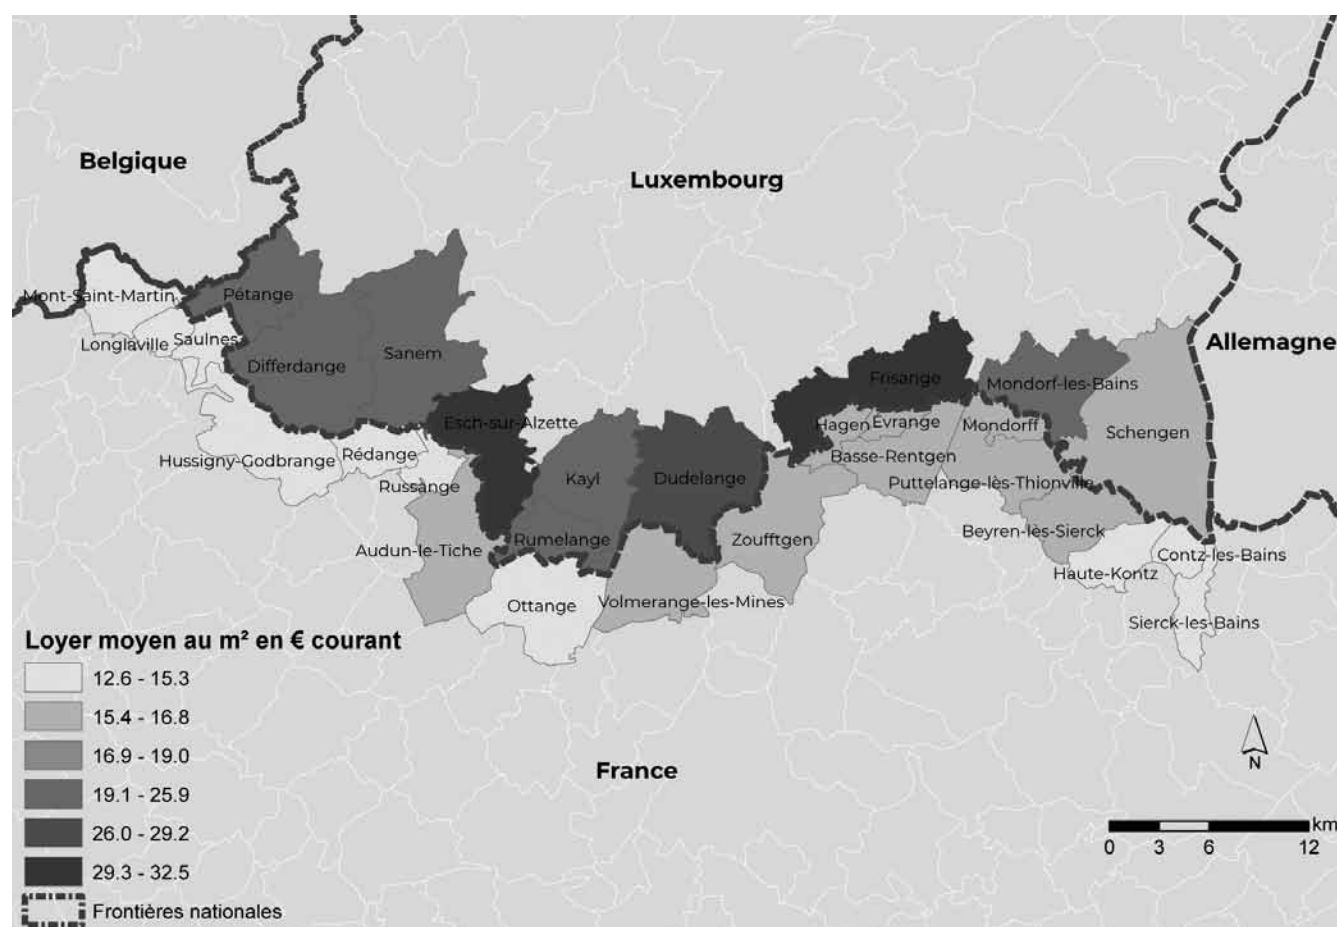 Belgique
Luxembourg
Mont-Saint-Martin
Pétange
Longlaville
Saulnes
Allemagne
Differdange
Sanem
Frisange
Mondorf-les-Bains
Esch-sur-Alzette
Hagen
Évrange
Mondorff
Schengen
Hussigny-Godbrange
Rédange
Basse-Rentgen
Russange
Kayl
Dudelange
Puttelange-lès-Thionville
Audun-le-Tiche
Rumelange
Zoufftgen
Beyren-lès-Sierck
Contz-les-Bains
Haute-Kontz
Ottange
Volmerange-les-Mines
Sierck-les-Bains
Loyer moyen au m² en € courant
12.6 - 15.3
15.4 - 16.8
16.9 - 19.0
19.1 - 25.9
26.0 - 29.2
29.3 - 32.5
Frontières nationales
France
N
km
0 3 6 12